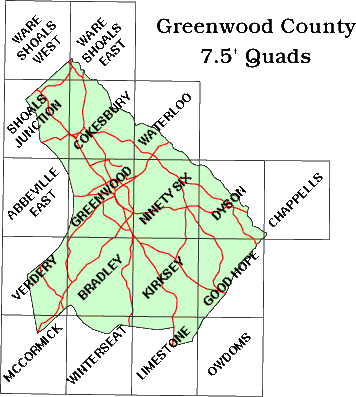 Greenwood County
7.5' Quads
WARE
SHOALS
WEST
WARE
SHOALS
EAST
SHOALS
JUNCTION
COKESBURY
WATERLOO
ABBEVILLE
EAST
GREENWOOD
NINETY SIX
DYSON
CHAPPELLS
VERDERY
BRADLEY
KIRKSEY
GOOD HOPE
MCCORMICK
WINTERSEAT
LIMESTONE
OWDOMS